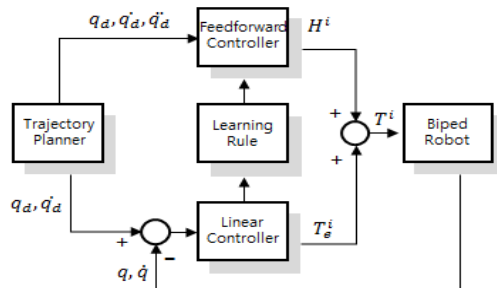 q_d, q̇_d, q̈_d
Feedforward
Controller
H^i
Trajectory
Planner
Learning
Rule
+
+
T^i
Biped
Robot
q_d, q̇_d
+
−
Linear
Controller
T_e^i
q, q̇